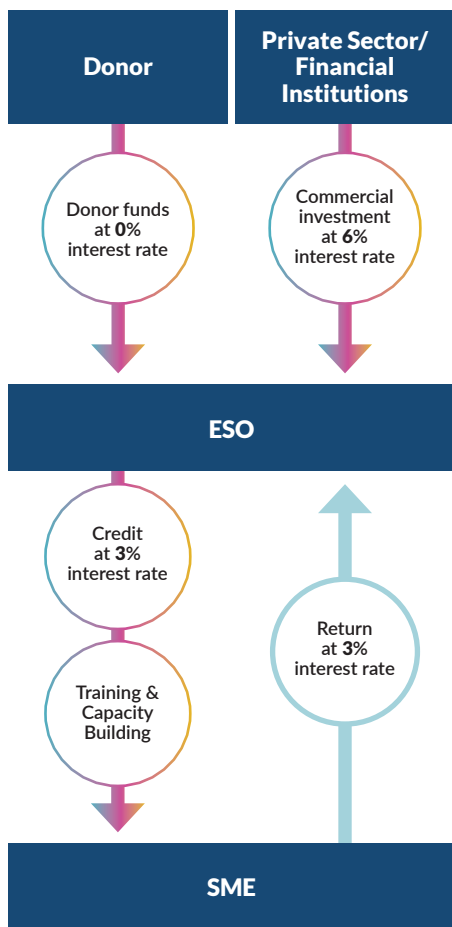 Donor
Private Sector/
Financial
Institutions
Donor funds
at 0%
interest rate
Commercial
investment
at 6%
interest rate
ESO
Credit
at 3%
interest rate
Return
at 3%
interest rate
Training &
Capacity
Building
SME